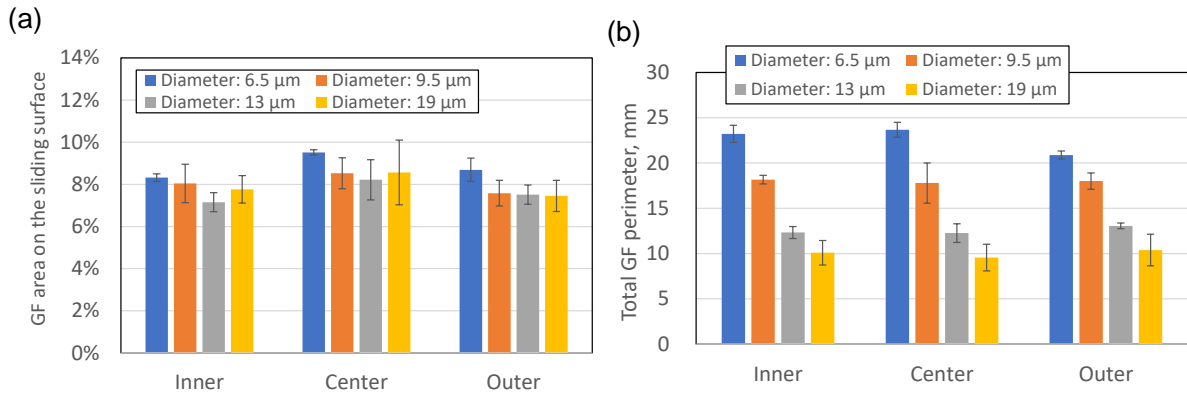 (a)
GF area on the sliding surface
14%
12%
10%
8%
6%
4%
2%
0%
Diameter: 6.5 µm
Diameter: 9.5 µm
Diameter: 13 µm
Diameter: 19 µm
Inner
Center
Outer
(b)
Total GF perimeter, mm
30
25
20
15
10
5
0
Diameter: 6.5 µm
Diameter: 9.5 µm
Diameter: 13 µm
Diameter: 19 µm
Inner
Center
Outer